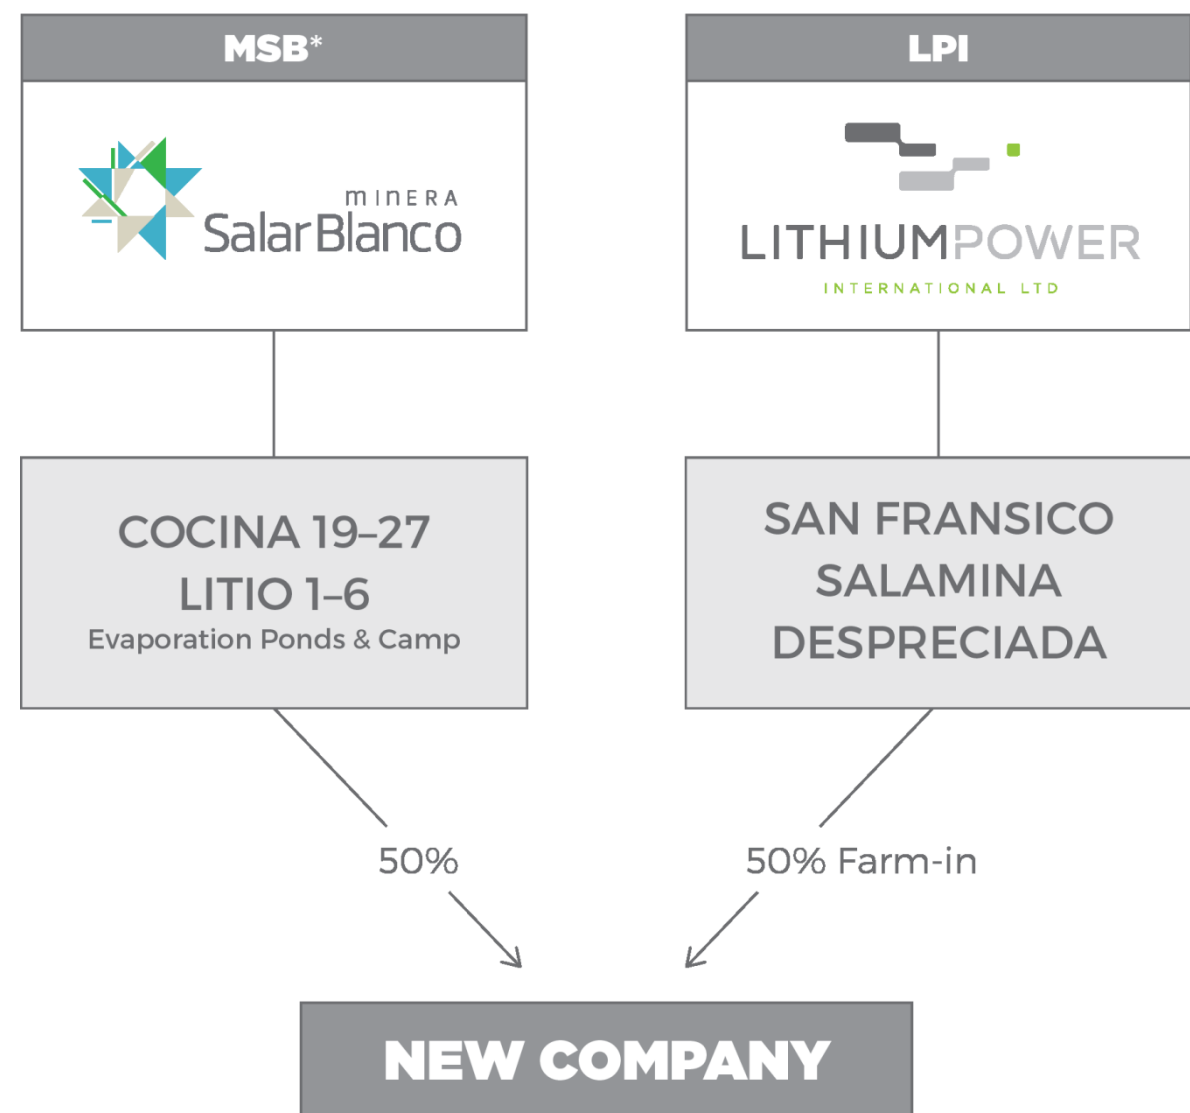 MSB*
MINERA
SalarBlanco
COCINA 19–27
LITIO 1–6
Evaporation Ponds & Camp
50%
LPI
LITHIUMPOWER
INTERNATIONAL LTD
SAN FRANSICO
SALAMINA
DESPRECIADA
50% Farm-in
NEW COMPANY